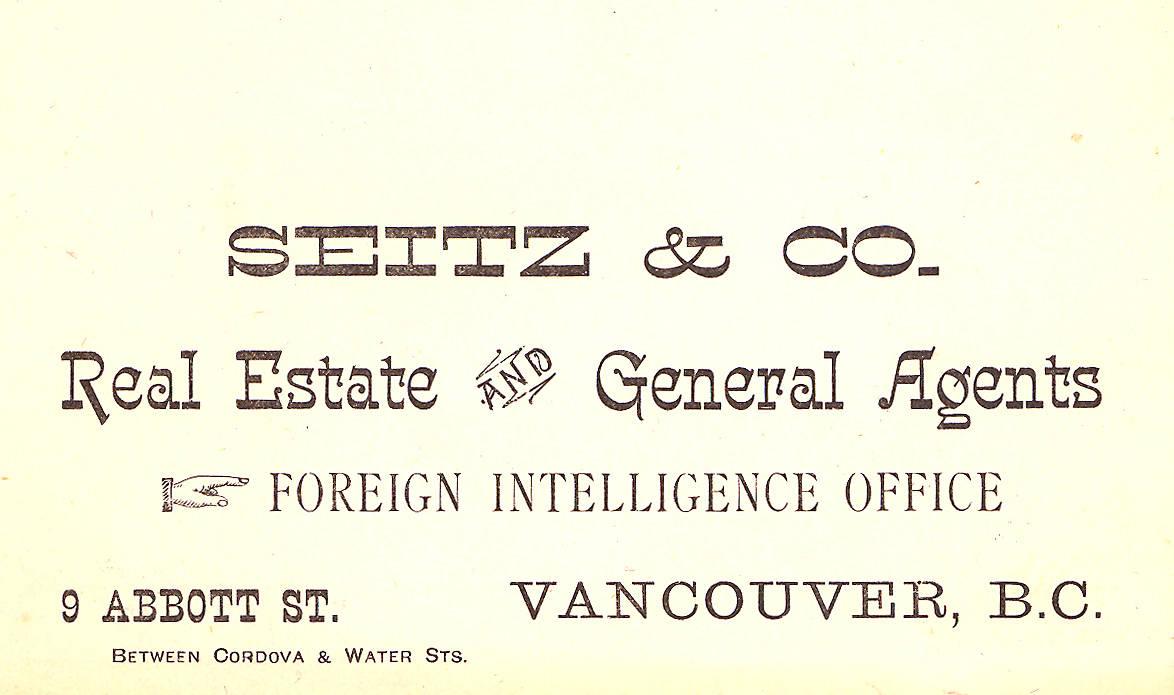 SEITZ & CO.
Real Estate AND General Agents
FOREIGN INTELLIGENCE OFFICE
9 ABBOTT ST. VANCOUVER, B.C.
BETWEEN CORDOVA & WATER STS.